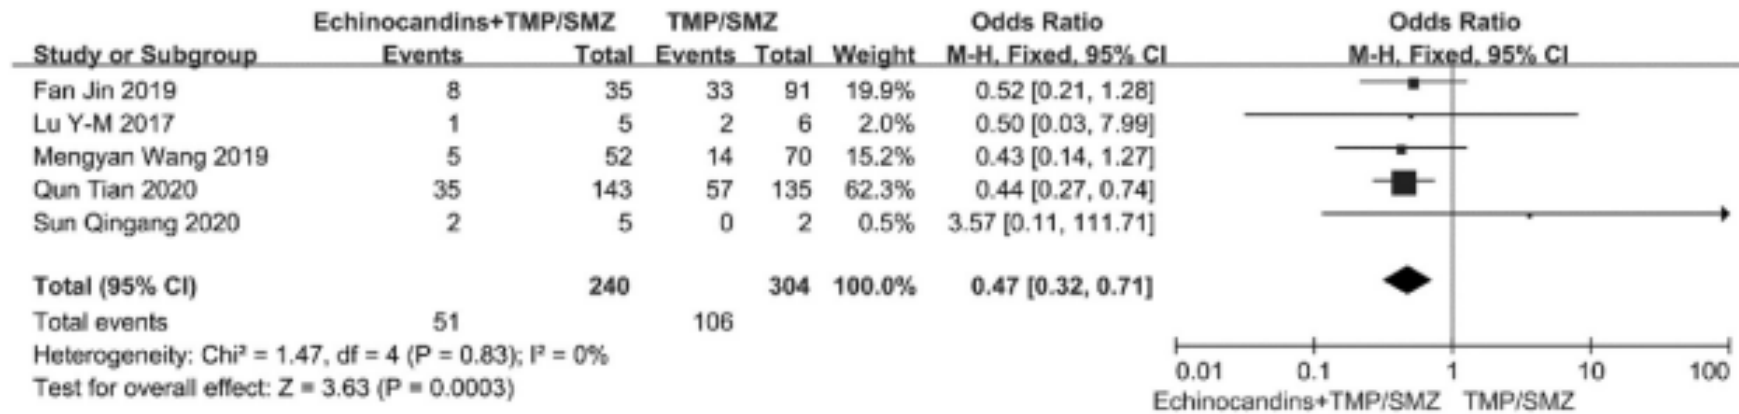 Echinocandins+TMP/SMZ TMP/SMZ Odds Ratio Odds Ratio
Study or Subgroup Events Total Events Total Weight M-H, Fixed, 95% CI M-H, Fixed, 95% CI
Fan Jin 2019 8 35 33 91 19.9% 0.52 [0.21, 1.28]
Lu Y-M 2017 1 5 2 6 2.0% 0.50 [0.03, 7.99]
Mengyan Wang 2019 5 52 14 70 15.2% 0.43 [0.14, 1.27]
Qun Tian 2020 35 143 57 135 62.3% 0.44 [0.27, 0.74]
Sun Qingang 2020 2 5 0 2 0.5% 3.57 [0.11, 111.71]
Total (95% CI) 240 304 100.0% 0.47 [0.32, 0.71]
Total events 51 106
Heterogeneity: Chi² = 1.47, df = 4 (P = 0.83); I² = 0%
Test for overall effect: Z = 3.63 (P = 0.0003)
0.01 0.1 1 10 100
Echinocandins+TMP/SMZ TMP/SMZ